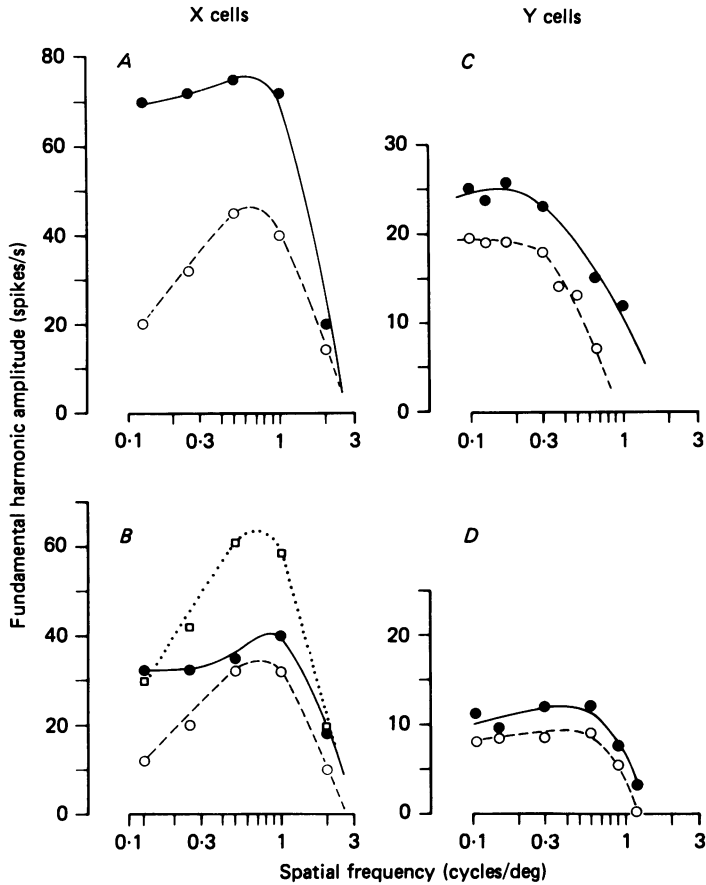 X cells
Y cells
Fundamental harmonic amplitude (spikes/s)
A
80
60
40
20
0
0·1 0·3 1 3
C
30
20
10
0
0·1 0·3 1 3
B
60
40
20
0
0·1 0·3 1 3
D
20
10
0
0·1 0·3 1 3
Spatial frequency (cycles/deg)